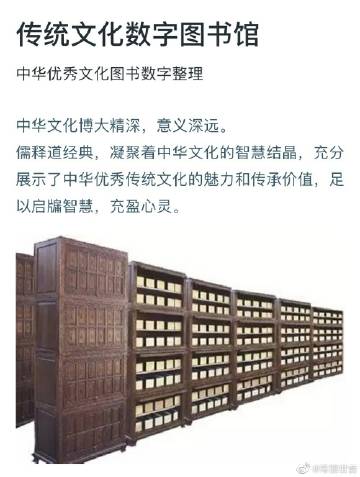 传统文化数字图书馆
中华优秀文化图书数字整理
中华文化博大精深，意义深远。
儒释道经典，凝聚着中华文化的智慧结晶，充分
展示了中华优秀传统文化的魅力和传承价值，足
以启牖智慧，充盈心灵。